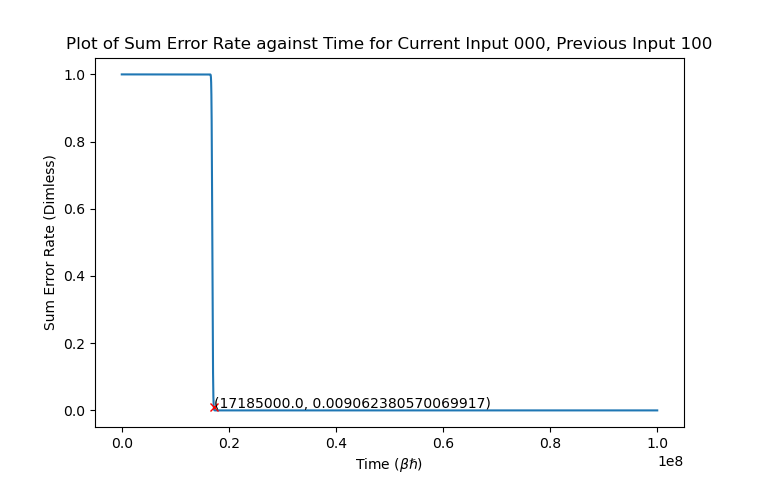 Plot of Sum Error Rate against Time for Current Input 000, Previous Input 100
1.0
0.8
0.6
0.4
0.2
0.0
Sum Error Rate (Dimless)
(17185000.0, 0.009062380570069917)
0.0 0.2 0.4 0.6 0.8 1.0
1e8
Time (βℏ)